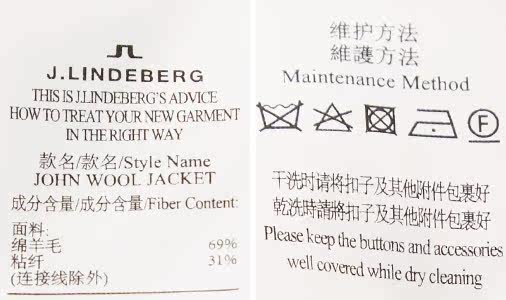 J.LINDEBERG
THIS IS J.LINDEBERG'S ADVICE
HOW TO TREAT YOUR NEW GARMENT
IN THE RIGHT WAY
款名/款名/Style Name
JOHN WOOL JACKET
成分含量/成分含量/Fiber Content:
面料:
绵羊毛 69%
粘纤 31%
(连接线除外)
维护方法
維護方法
Maintenance Method
F
干洗时请将扣子及其他附件包裹好
乾洗時請將扣子及其他附件包裹好
Please keep the buttons and accessories
well covered while dry cleaning